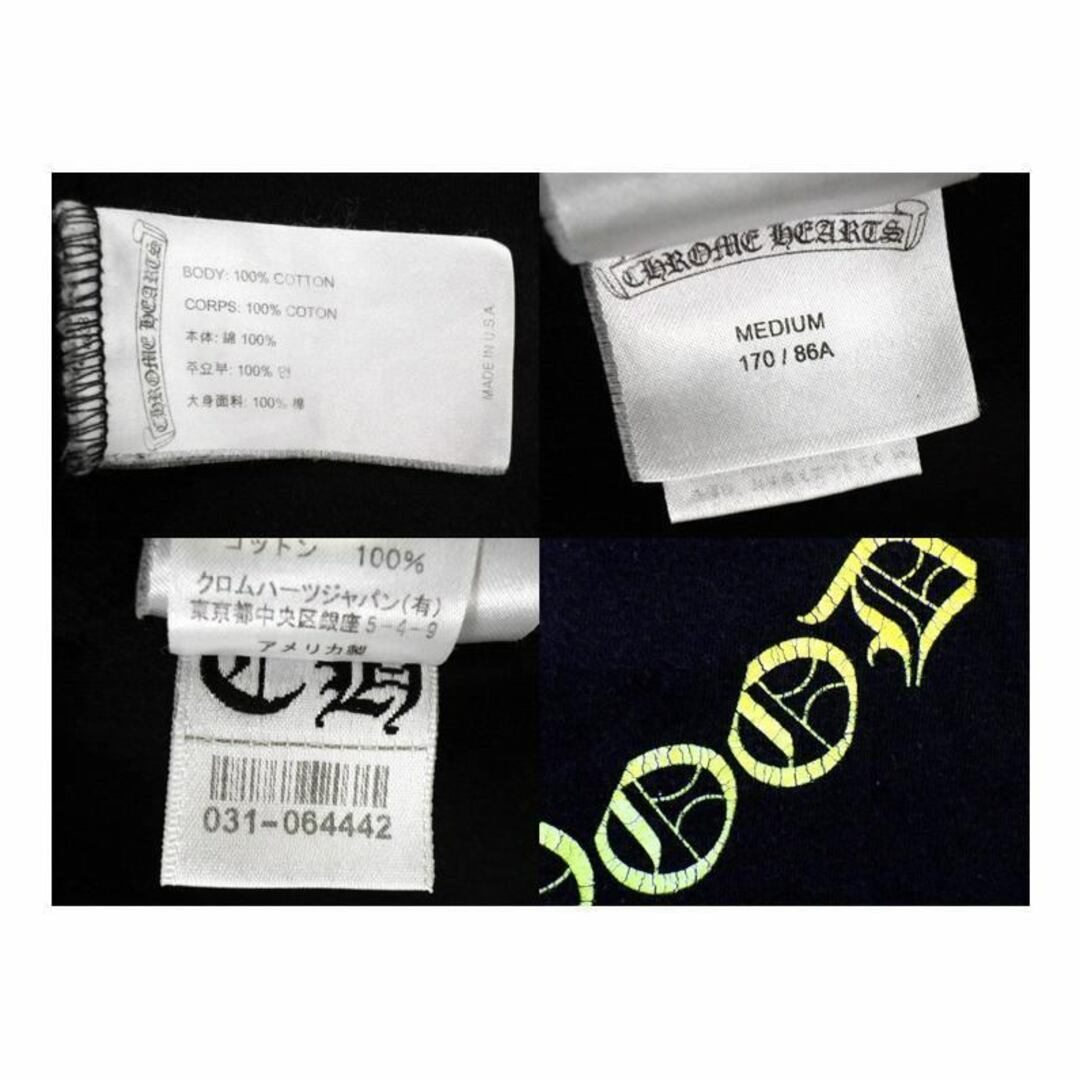 CHROME HEARTS
BODY: 100% COTTON
CORPS: 100% COTON
本体: 綿 100%
주요부: 100% 면
大身面料: 100% 棉
MADE IN U.S.A
CHROME HEARTS
MEDIUM
170 / 86A
コットン 100%
クロムハーツジャパン(有)
東京都中央区銀座5-4-9
アメリカ製
CH
031-064442